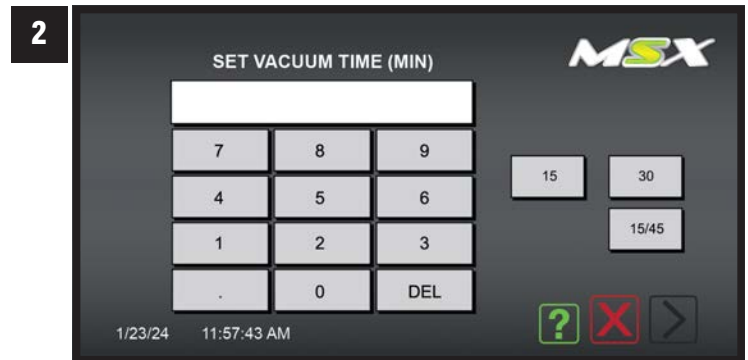 2
SET VACUUM TIME (MIN)
MSX
7 8 9
4 5 6
1 2 3
. 0 DEL
15 30
15/45
1/23/24 11:57:43 AM
?
X
>